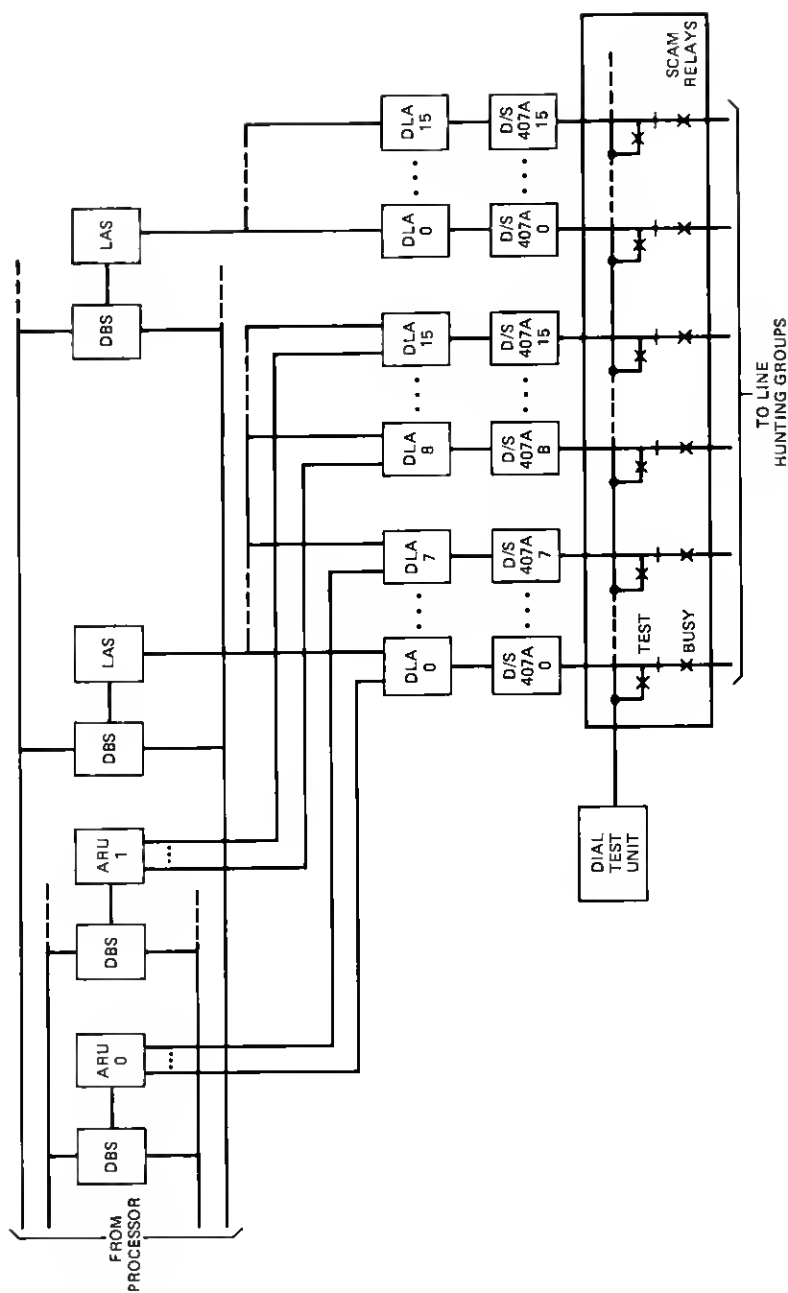 FROM
PROCESSOR
DBS
ARU
0
DBS
ARU
1
DBS
LAS
DBS
LAS
DLA
0
DLA
7
DLA
8
DLA
15
DLA
0
DLA
15
D/S
407A
0
D/S
407A
7
D/S
407A
8
D/S
407A
15
D/S
407A
0
D/S
407A
15
DIAL
TEST
UNIT
TEST
BUSY
SCAM
RELAYS
TO LINE
HUNTING GROUPS